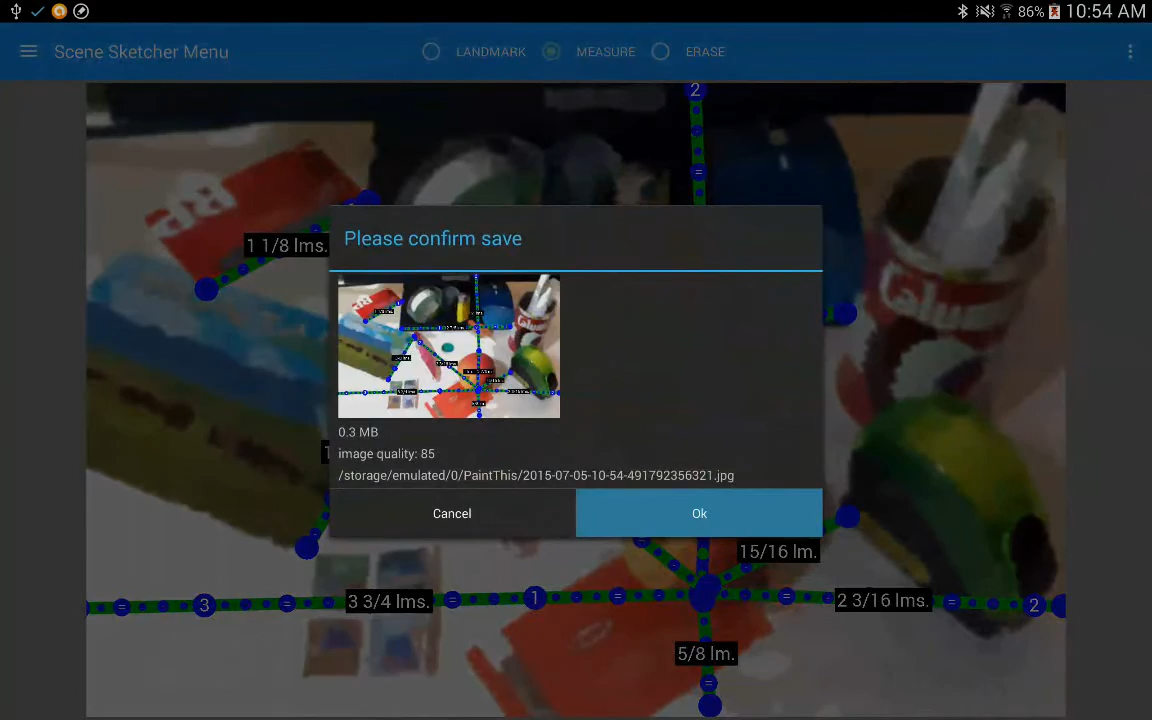 86% 10:54 AM
Scene Sketcher Menu LANDMARK MEASURE ERASE
2
=
1 1/8 lms.
Please confirm save
0.3 MB
image quality: 85
/storage/emulated/0/PaintThis/2015-07-05-10-54-491792356321.jpg
Cancel Ok
15/16 lm.
= 3 = 3 3/4 lms. = 1 = = 2 3/16 lms. = 2
5/8 lm.
=